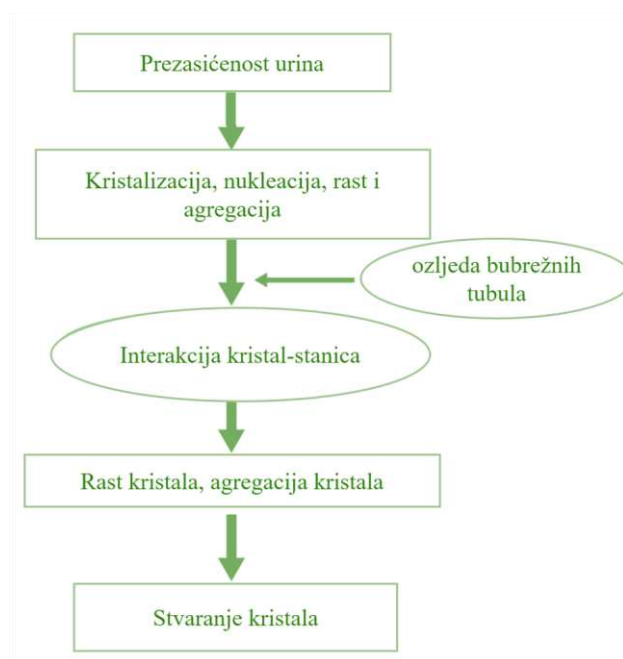 Prezasićenost urina
Kristalizacija, nukleacija, rast i
agregacija
ozljeda bubrežnih
tubula
Interakcija kristal-stanica
Rast kristala, agregacija kristala
Stvaranje kristala